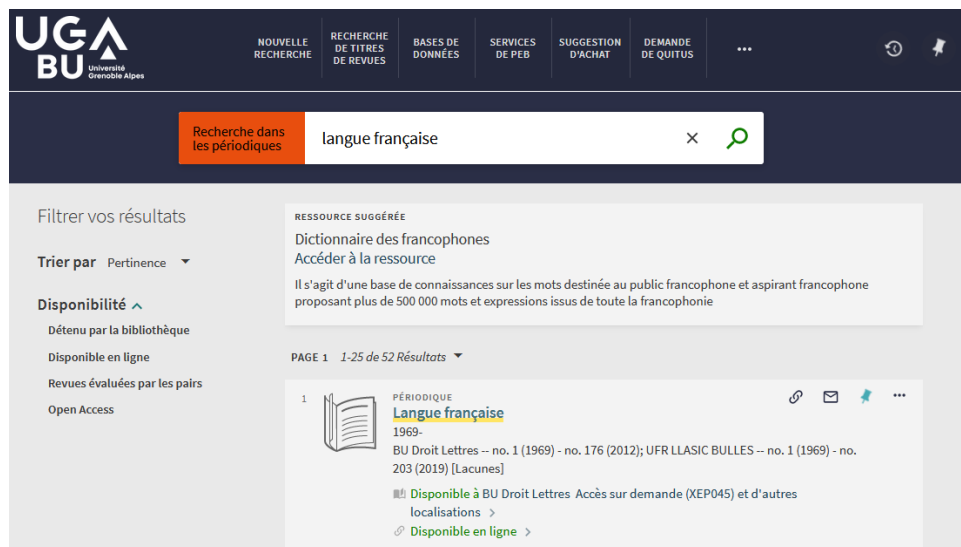 UGA
BU Université
Grenoble Alpes
NOUVELLE
RECHERCHE
RECHERCHE
DE TITRES
DE REVUES
BASES DE
DONNÉES
SERVICES
DE PEB
SUGGESTION
D'ACHAT
DEMANDE
DE QUITUS
Recherche dans
les périodiques
langue française
Filtrer vos résultats
Trier par Pertinence
Disponibilité
Détenu par la bibliothèque
Disponible en ligne
Revues évaluées par les pairs
Open Access
RESSOURCE SUGGÉRÉE
Dictionnaire des francophones
Accéder à la ressource
Il s'agit d'une base de connaissances sur les mots destinée au public francophone et aspirant francophone
proposant plus de 500 000 mots et expressions issus de toute la francophonie
PAGE 1 1-25 de 52 Résultats
1
PÉRIODIQUE
Langue française
1969-
BU Droit Lettres -- no. 1 (1969) - no. 176 (2012); UFR LLASIC BULLES -- no. 1 (1969) - no.
203 (2019) [Lacunes]
Disponible à BU Droit Lettres Accès sur demande (XEP045) et d'autres
localisations >
Disponible en ligne >